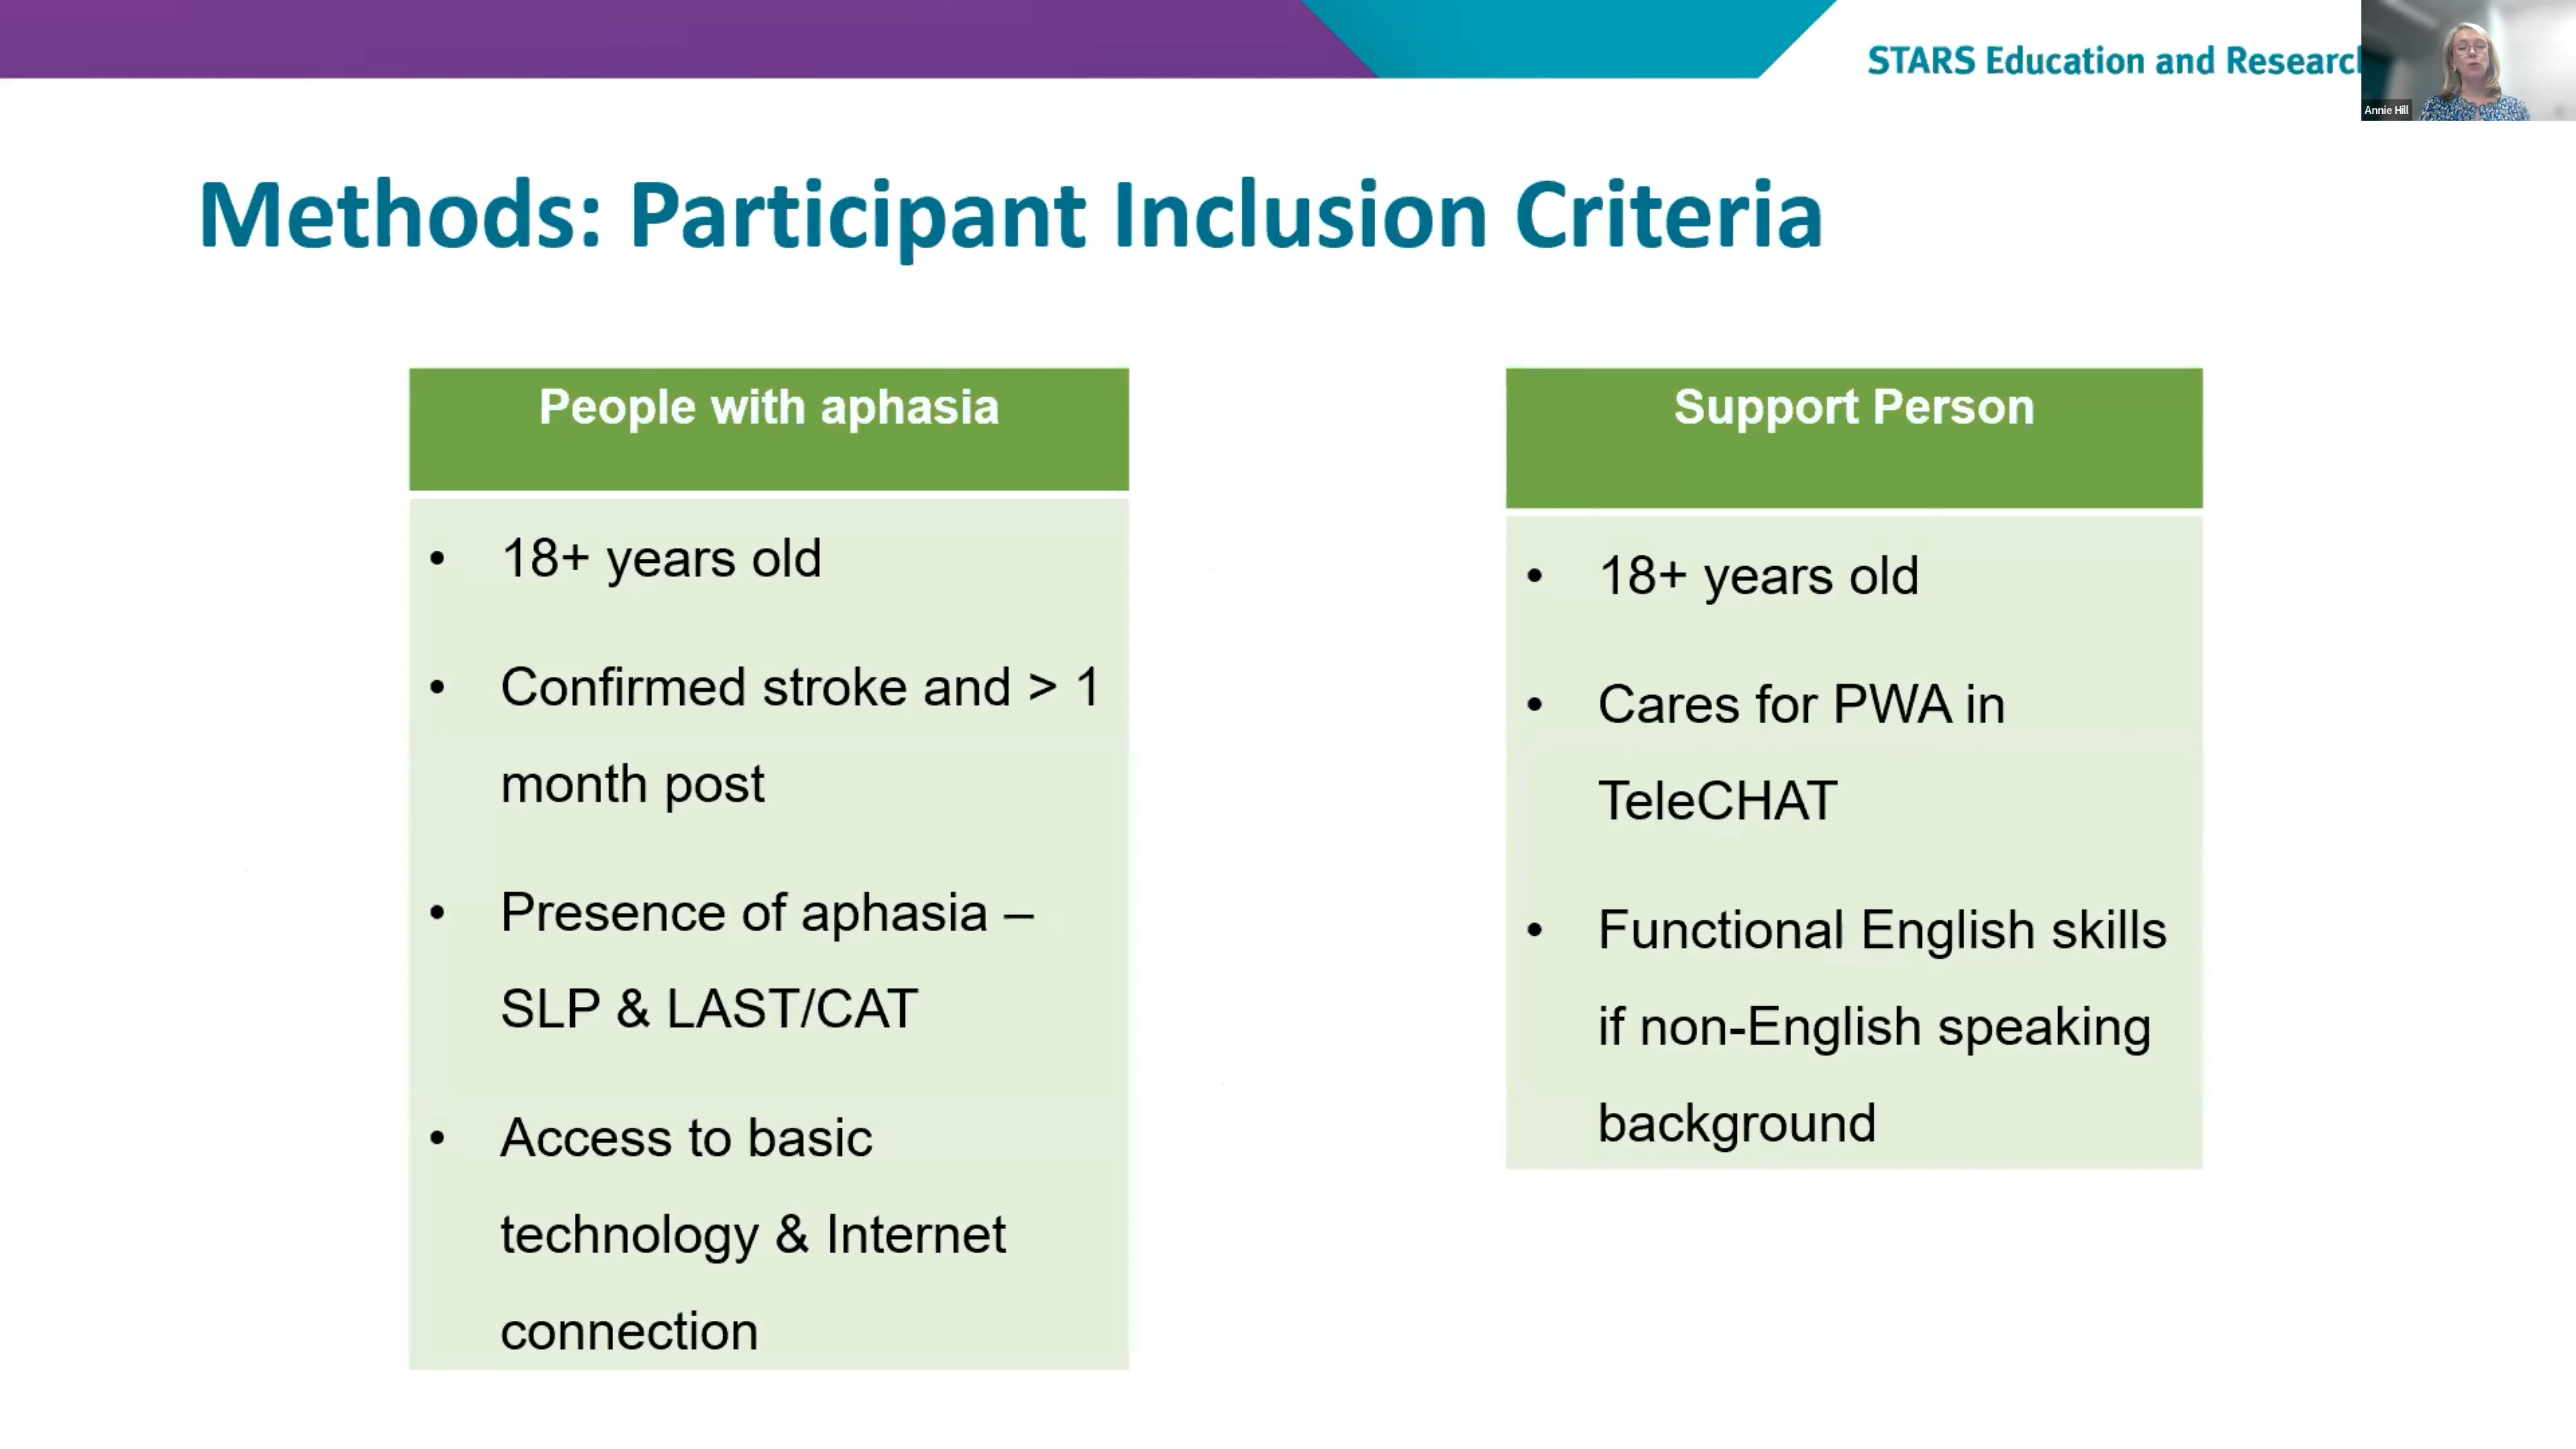 STARS Education and Researc
Annie Hill
Methods: Participant Inclusion Criteria
People with aphasia
• 18+ years old
• Confirmed stroke and > 1
month post
• Presence of aphasia –
SLP & LAST/CAT
• Access to basic
technology & Internet
connection
Support Person
• 18+ years old
• Cares for PWA in
TeleCHAT
• Functional English skills
if non-English speaking
background